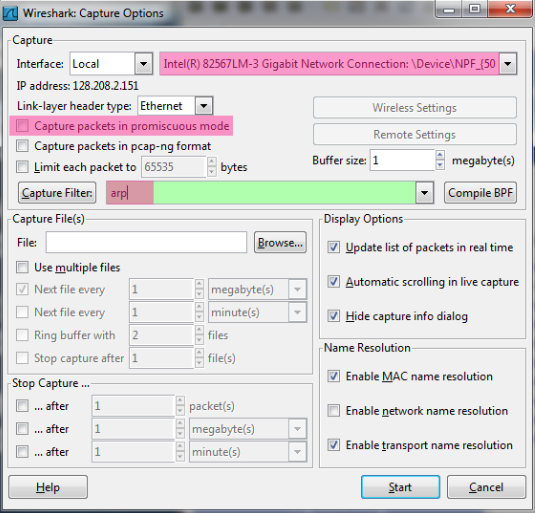 Wireshark: Capture Options
Capture
Interface: Local Intel(R) 82567LM-3 Gigabit Network Connection: \Device\NPF_{50
IP address: 128.208.2.151
Link-layer header type: Ethernet
Wireless Settings
Capture packets in promiscuous mode
Remote Settings
Capture packets in pcap-ng format
Limit each packet to 65535 bytes
Buffer size: 1 megabyte(s)
Capture Filter: arp Compile BPF
Capture File(s)
File: Browse...
Use multiple files
Next file every 1 megabyte(s)
Next file every 1 minute(s)
Ring buffer with 2 files
Stop capture after 1 file(s)
Display Options
Update list of packets in real time
Automatic scrolling in live capture
Hide capture info dialog
Stop Capture ...
... after 1 packet(s)
... after 1 megabyte(s)
... after 1 minute(s)
Name Resolution
Enable MAC name resolution
Enable network name resolution
Enable transport name resolution
Help Start Cancel